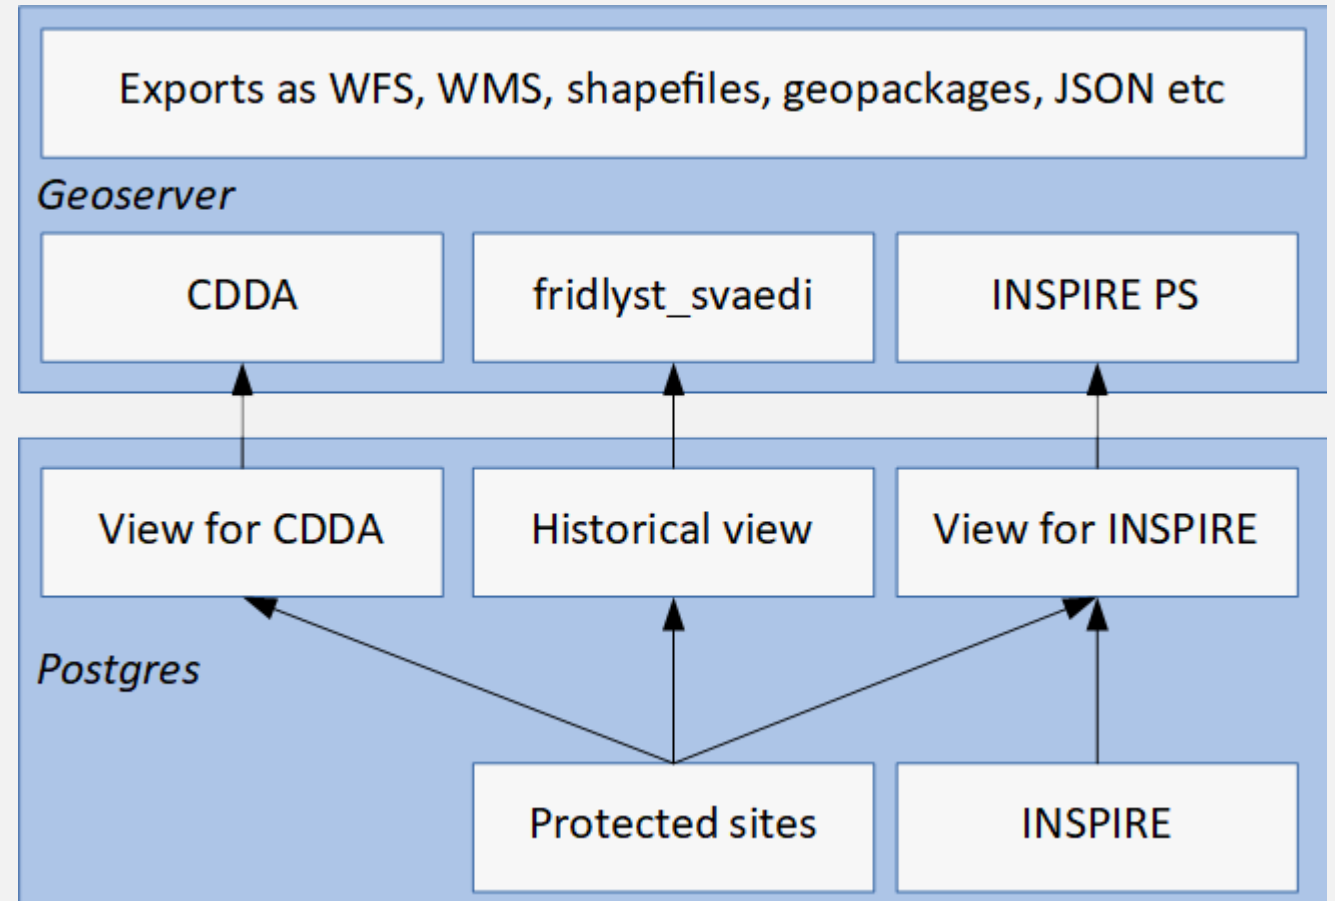 Exports as WFS, WMS, shapefiles, geopackages, JSON etc
Geoserver
CDDA
fridlyst_svaedi
INSPIRE PS
View for CDDA
Historical view
View for INSPIRE
Postgres
Protected sites
INSPIRE